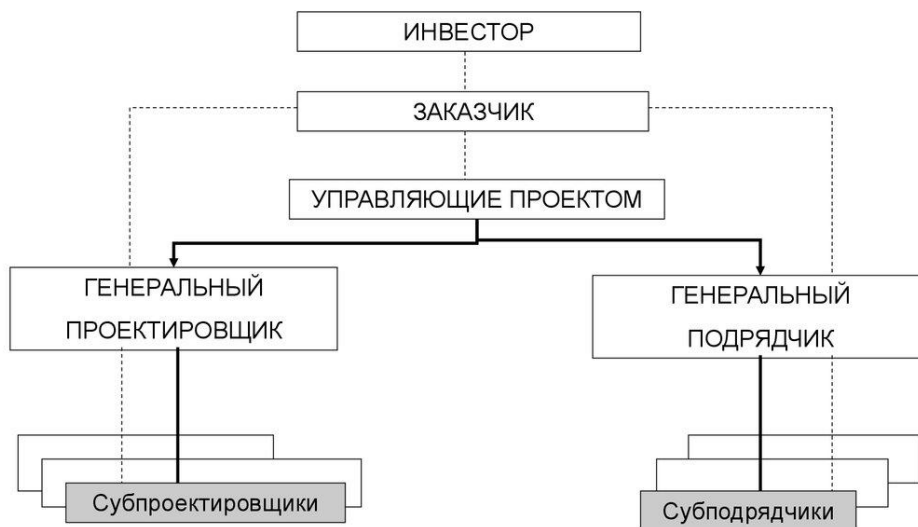 ИНВЕСТОР
ЗАКАЗЧИК
УПРАВЛЯЮЩИЕ ПРОЕКТОМ
ГЕНЕРАЛЬНЫЙ
ПРОЕКТИРОВЩИК
ГЕНЕРАЛЬНЫЙ
ПОДРЯДЧИК
Субпроектировщики
Субподрядчики